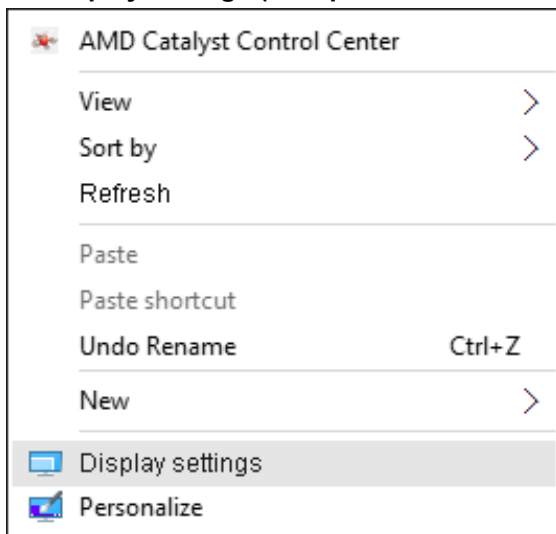 AMD Catalyst Control Center
View
Sort by
Refresh
Paste
Paste shortcut
Undo Rename Ctrl+Z
New
Display settings
Personalize